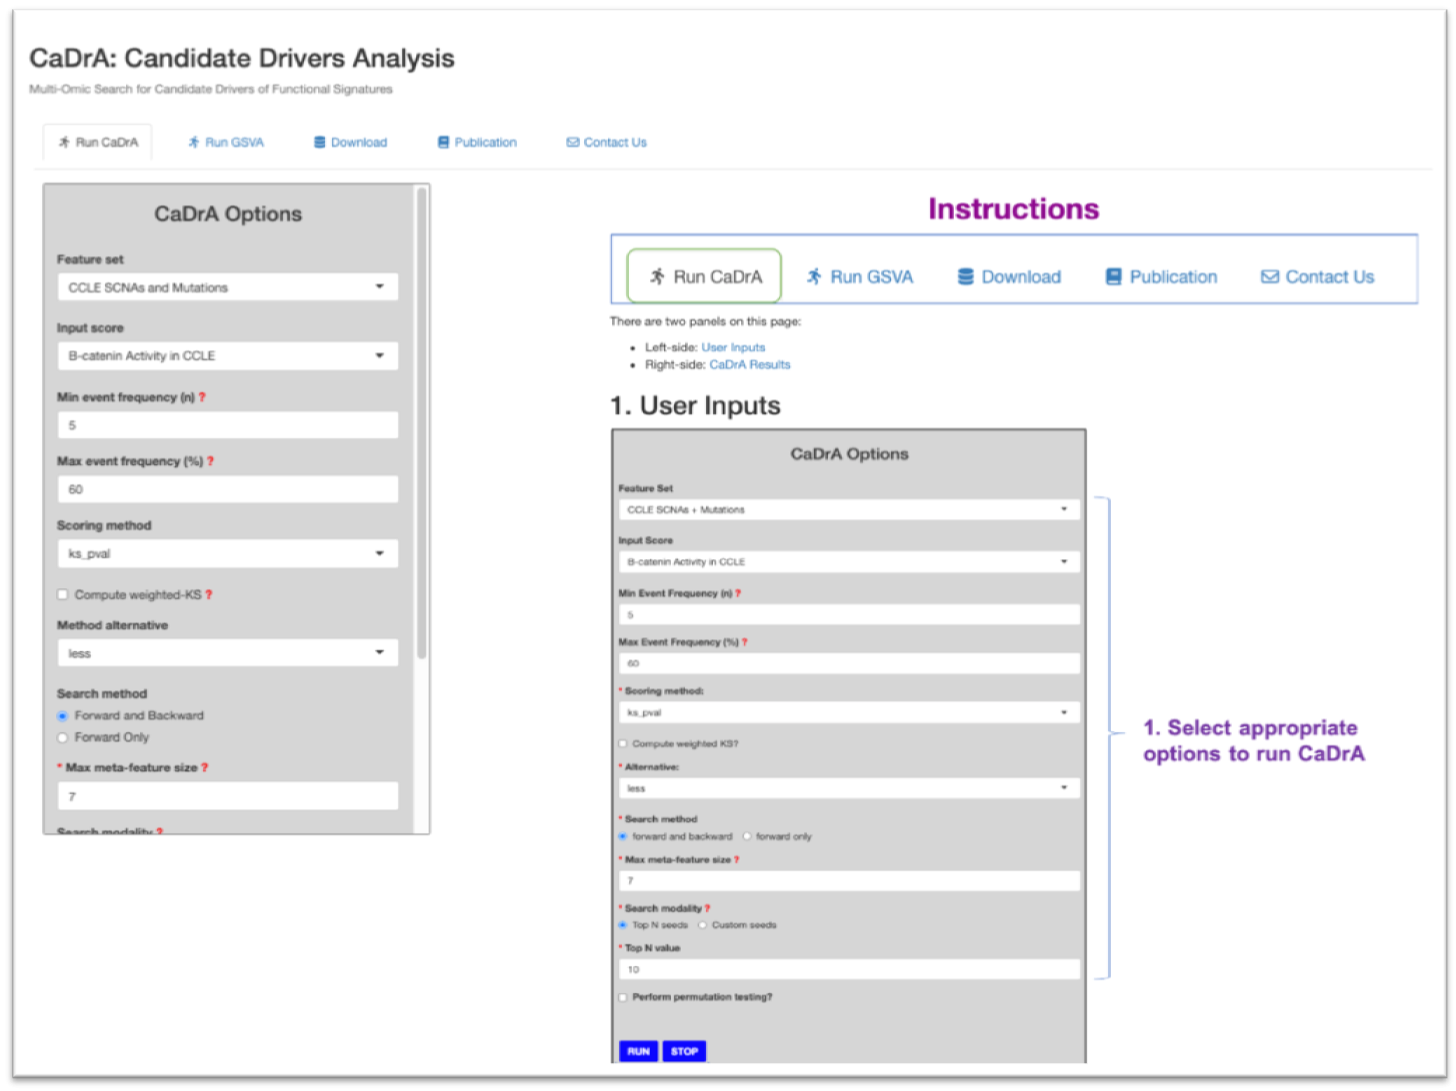 CaDrA: Candidate Drivers Analysis
Multi-Omic Search for Candidate Drivers of Functional Signatures
Run CaDrA
Run GSVA
Download
Publication
Contact Us
CaDrA Options
Feature set
CCLE SCNAs and Mutations
Input score
B-catenin Activity in CCLE
Min event frequency (n) ?
5
Max event frequency (%) ?
60
Scoring method
ks_pval
Compute weighted-KS ?
Method alternative
less
Search method
Forward and Backward
Forward Only
* Max meta-feature size ?
7
Search modality ?
Instructions
Run CaDrA
Run GSVA
Download
Publication
Contact Us
There are two panels on this page:
• Left-side: User Inputs
• Right-side: CaDrA Results
1. User Inputs
CaDrA Options
Feature Set
CCLE SCNAs + Mutations
Input Score
B-catenin Activity in CCLE
Min Event Frequency (n) ?
5
Max Event Frequency (%) ?
60
* Scoring method:
ks_pval
Compute weighted KS?
* Alternative:
less
* Search method
forward and backward forward only
* Max meta-feature size ?
7
* Search modality ?
Top N seeds Custom seeds
* Top N value
10
Perform permutation testing?
RUN STOP
1. Select appropriate
options to run CaDrA